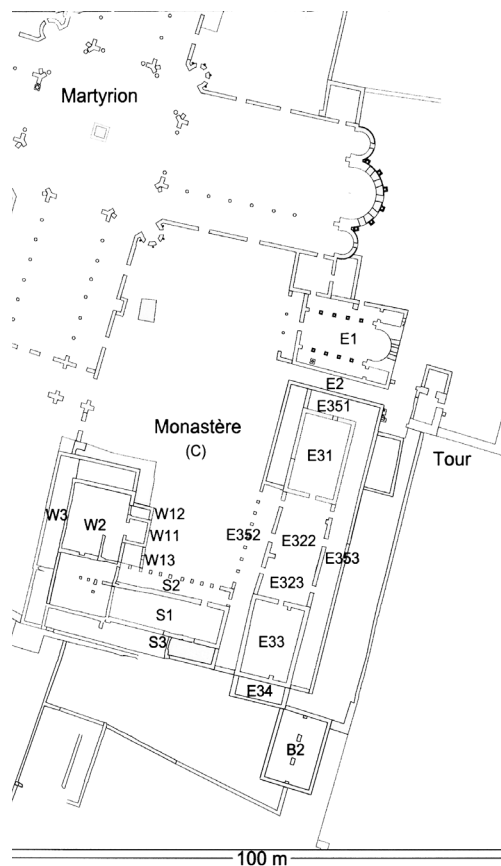 Martyrion
E1
E2
E351
Monastère
(C)
E31
Tour
W12
W3
W2
W11
E352
E322
E353
W13
S2
E323
S1
S3
E33
E34
B2
100 m